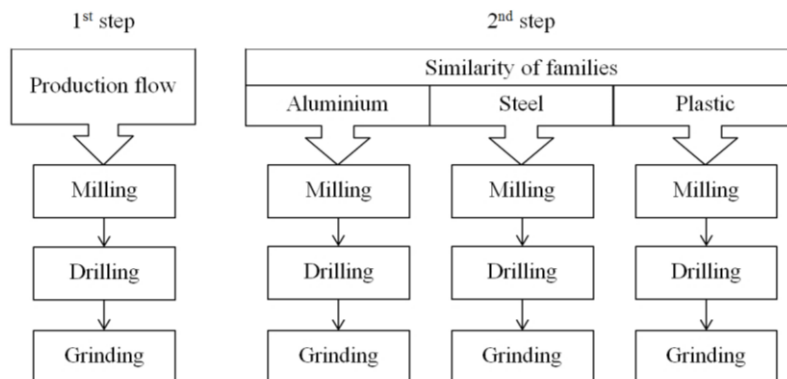 1st step
Production flow
Milling
Drilling
Grinding
2nd step
Similarity of families
Aluminium
Steel
Plastic
Milling
Milling
Milling
Drilling
Drilling
Drilling
Grinding
Grinding
Grinding